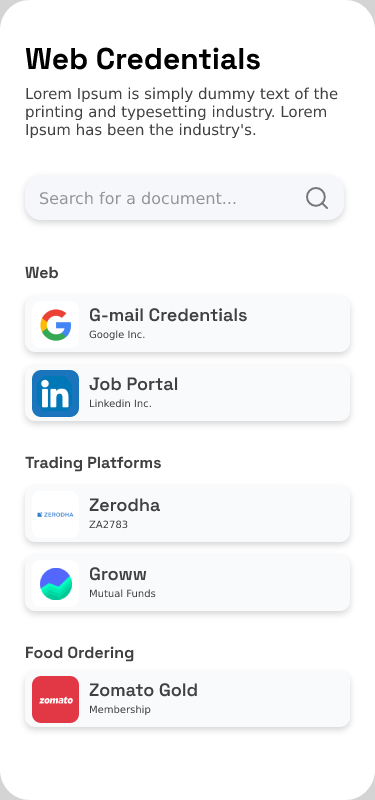 Web Credentials
Lorem Ipsum is simply dummy text of the
printing and typesetting industry. Lorem
Ipsum has been the industry's.
Search for a document...
Web
G-mail Credentials
Google Inc.
in
Job Portal
Linkedin Inc.
Trading Platforms
ZERODHA
Zerodha
ZA2783
Groww
Mutual Funds
Food Ordering
zomato
Zomato Gold
Membership